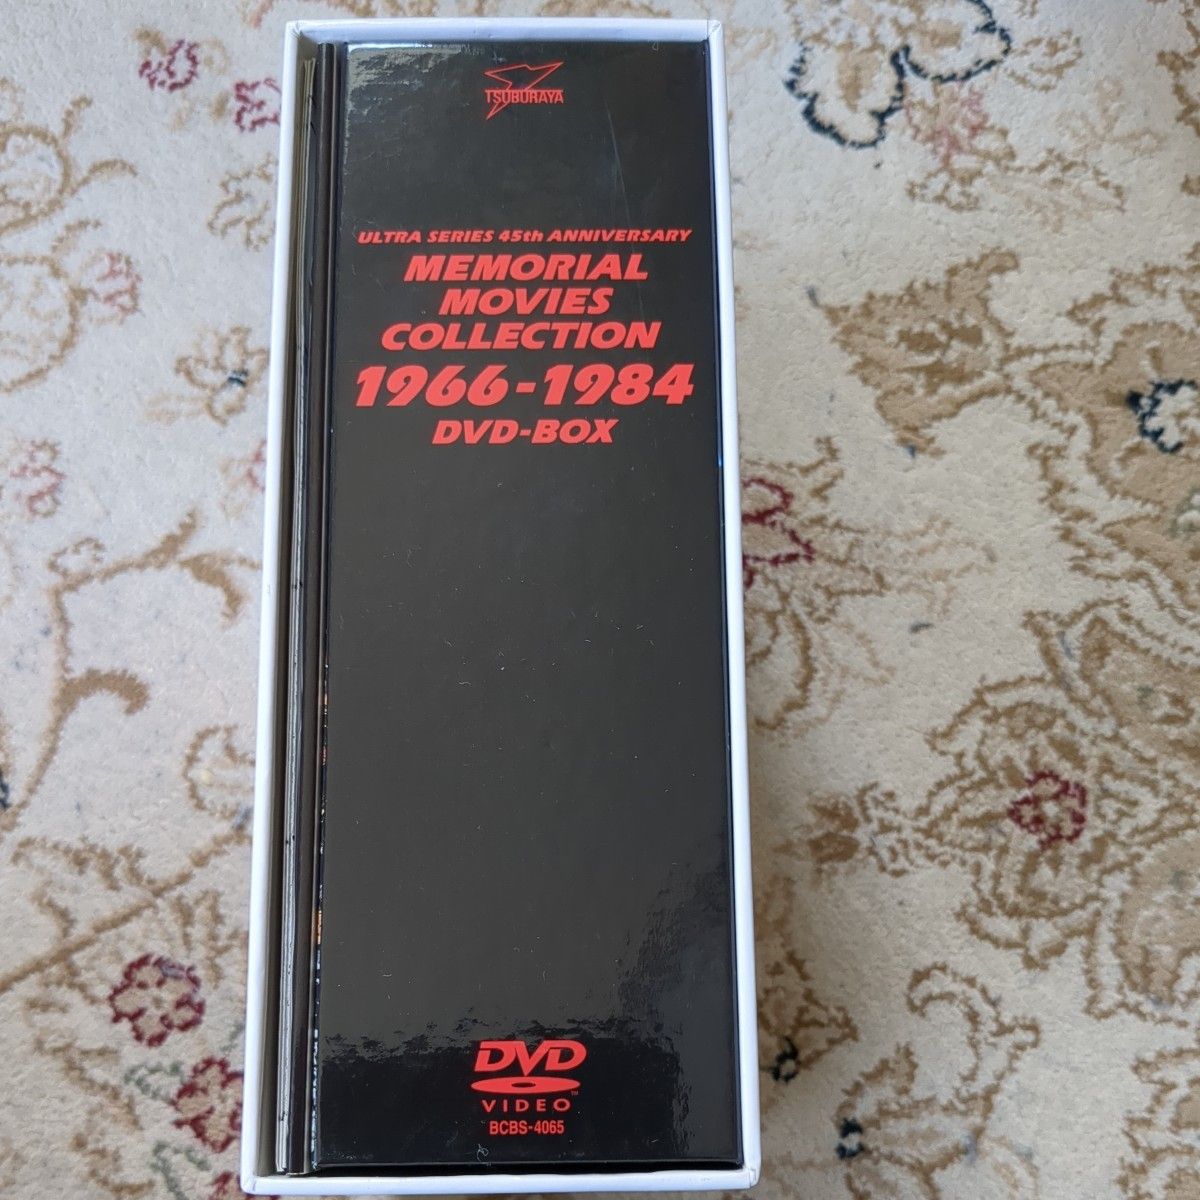 TSUBURAYA
ULTRA SERIES 45th ANNIVERSARY
MEMORIAL
MOVIES
COLLECTION
1966-1984
DVD-BOX
DVD
VIDEO
BCBS-4065